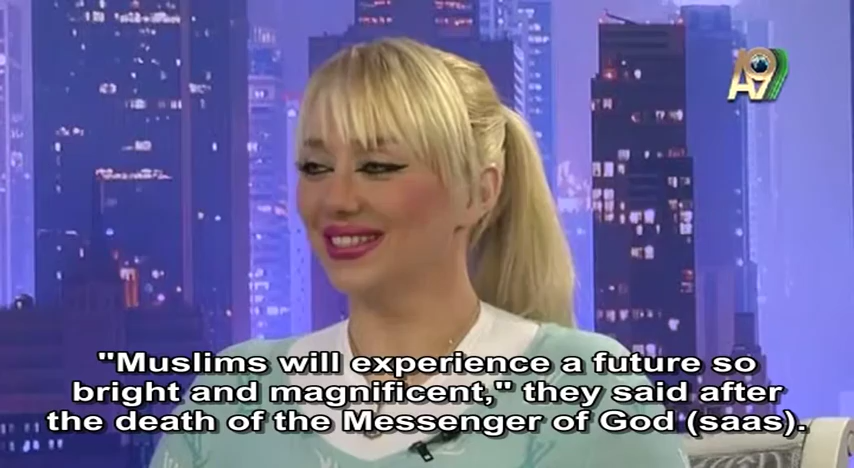 A9
"Muslims will experience a future so
bright and magnificent," they said after
the death of the Messenger of God (saas).